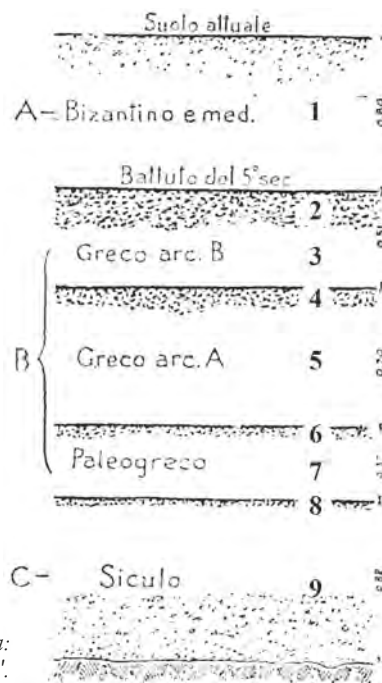 Suolo attuale
A– Bizantino e med. 1
Battuto del 5° sec
2
Greco arc. B 3
4
B
Greco arc. A 5
6
Paleogreco 7
8
C– Siculo 9
a:
'.